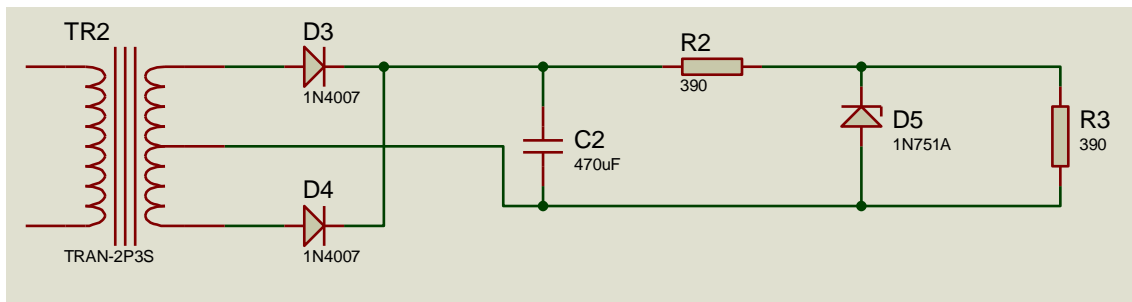 TR2
TRAN-2P3S
D3
1N4007
D4
1N4007
C2
470uF
R2
390
D5
1N751A
R3
390